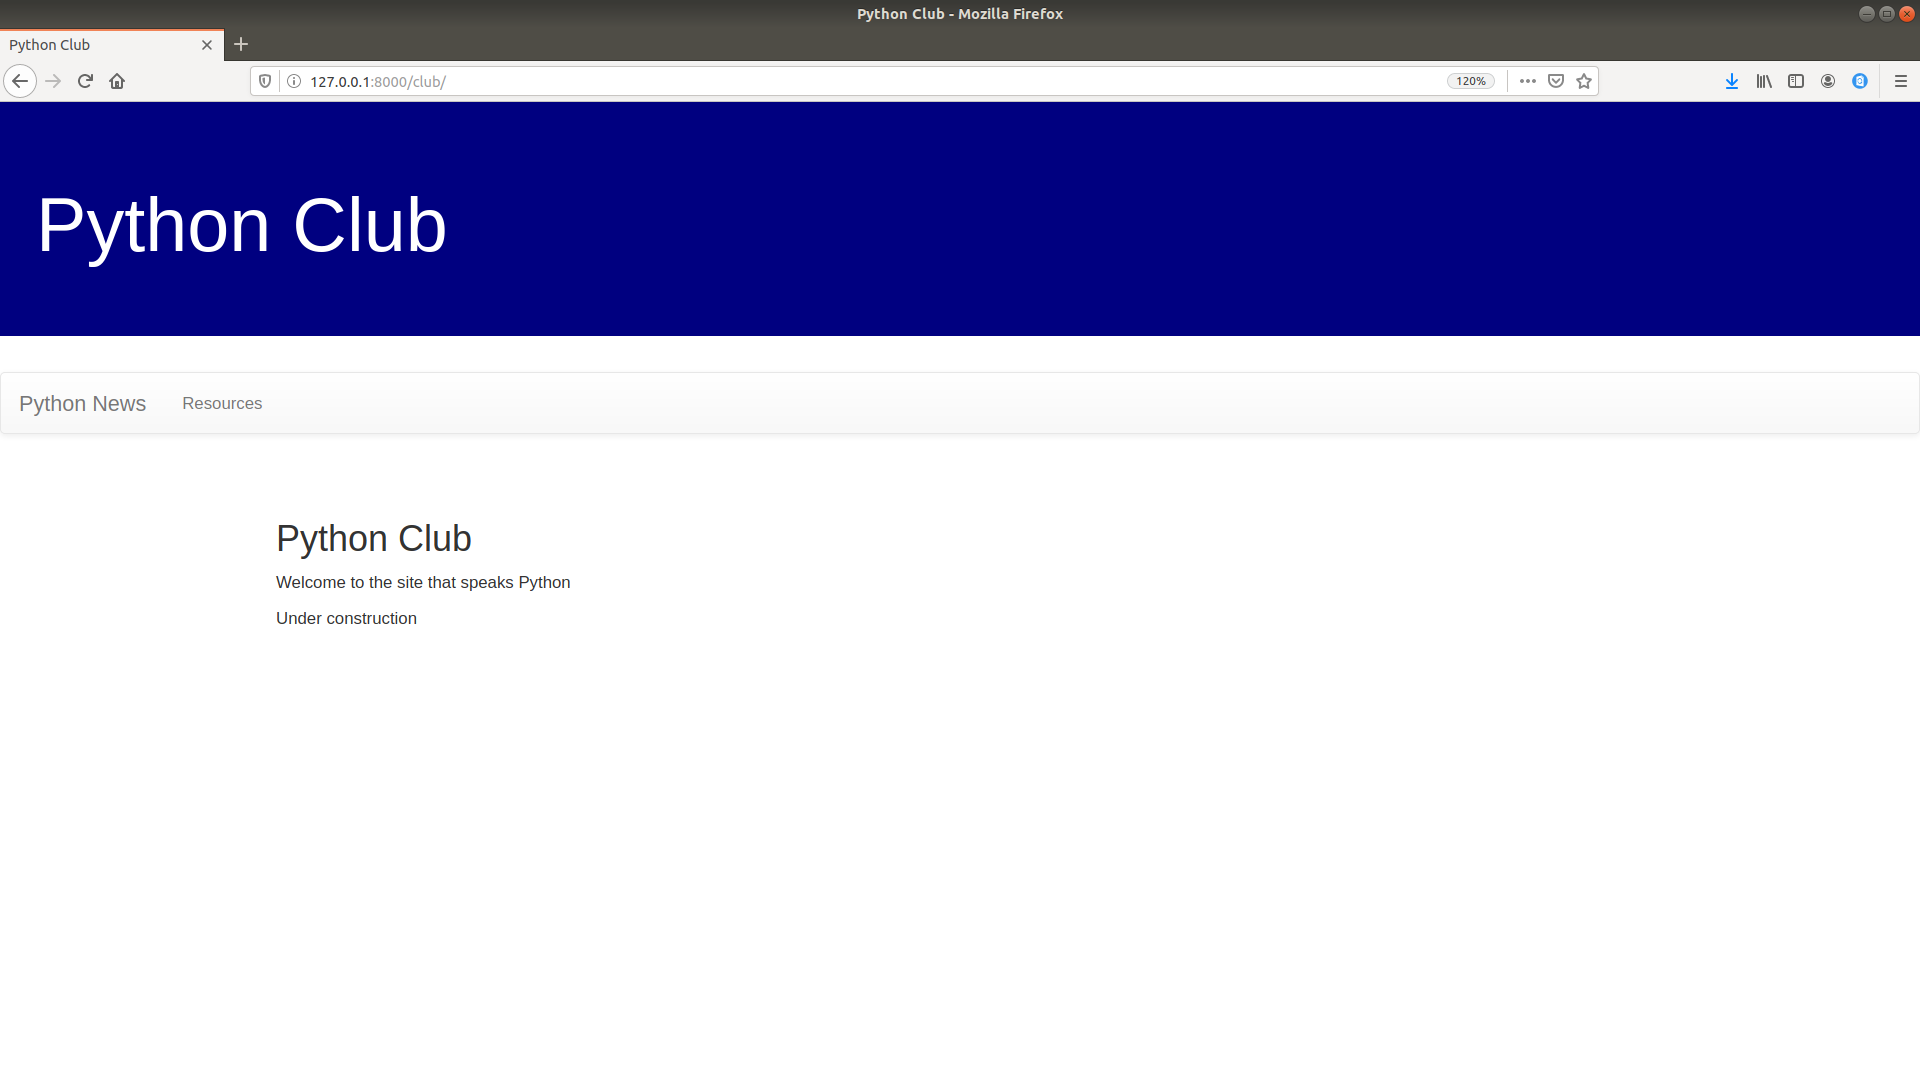 Python Club - Mozilla Firefox
Python Club
127.0.0.1:8000/club/ 120%
Python Club
Python News Resources
Python Club
Welcome to the site that speaks Python
Under construction